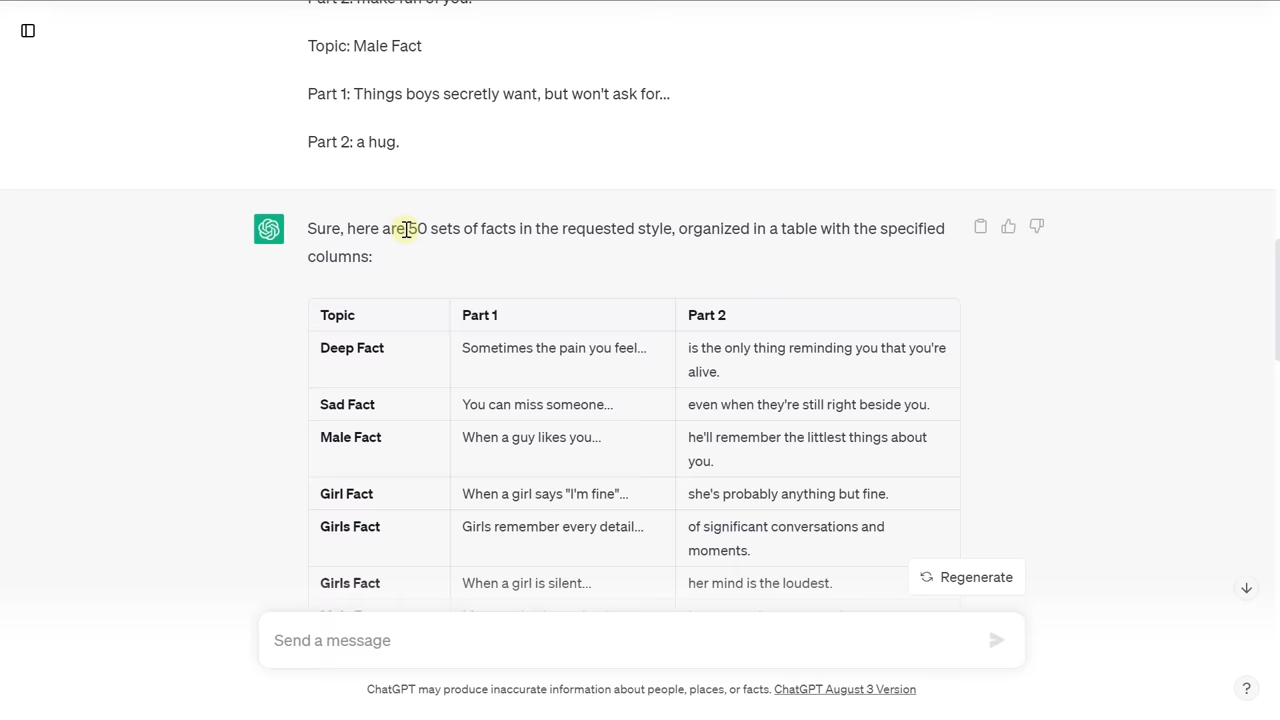 Part 2: make fun of you.
Topic: Male Fact
Part 1: Things boys secretly want, but won't ask for...
Part 2: a hug.
Sure, here are 50 sets of facts in the requested style, organized in a table with the specified
columns:
Topic Part 1 Part 2
Deep Fact Sometimes the pain you feel... is the only thing reminding you that you're
alive.
Sad Fact You can miss someone... even when they're still right beside you.
Male Fact When a guy likes you... he'll remember the littlest things about
you.
Girl Fact When a girl says "I'm fine"... she's probably anything but fine.
Girls Fact Girls remember every detail... of significant conversations and
moments.
Regenerate
Girls Fact When a girl is silent... her mind is the loudest.
Send a message
ChatGPT may produce inaccurate information about people, places, or facts. ChatGPT August 3 Version
?